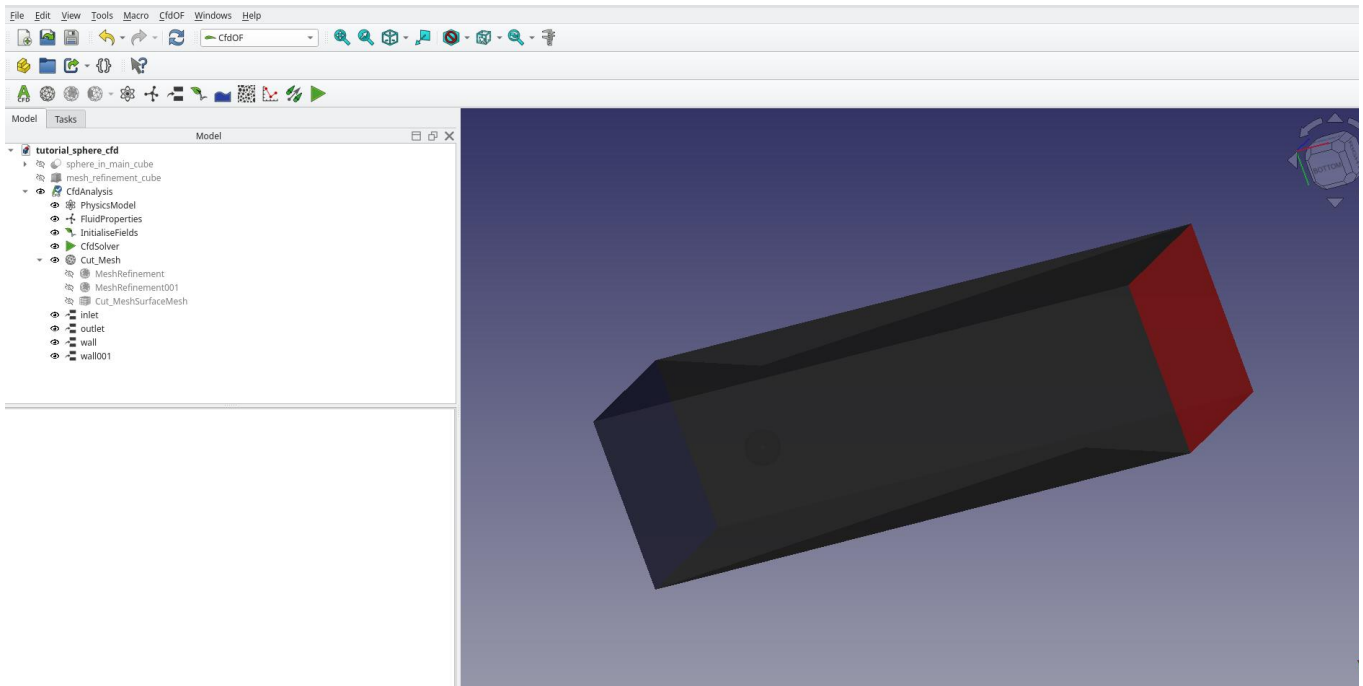 File Edit View Tools Macro CfdOF Windows Help
CfdOF
CFD
Model Tasks
Model
tutorial_sphere_cfd
sphere_in_main_cube
mesh_refinement_cube
CfdAnalysis
PhysicsModel
FluidProperties
InitialiseFields
CfdSolver
Cut_Mesh
MeshRefinement
MeshRefinement001
Cut_MeshSurfaceMesh
inlet
outlet
wall
wall001
BOTTOM